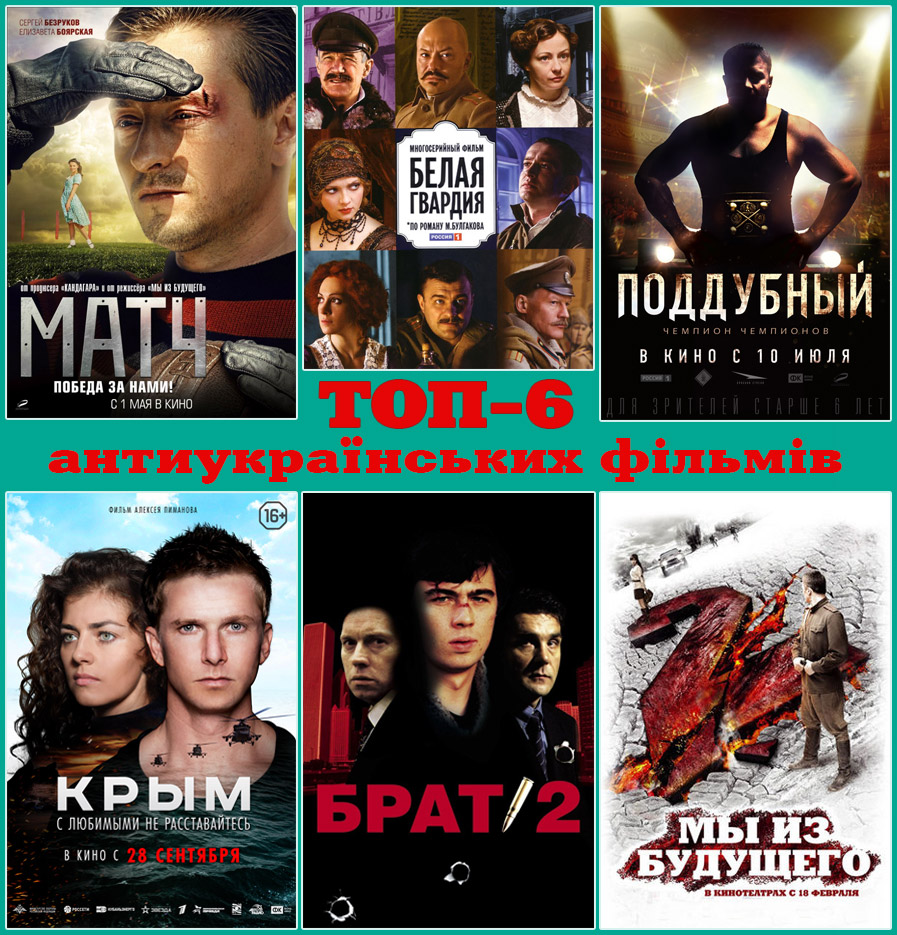 СЕРГЕЙ БЕЗРУКОВ
ЕЛИЗАВЕТА БОЯРСКАЯ
от продюсера «КАНДАГАРА» и от режиссёра «МЫ ИЗ БУДУЩЕГО»
МАТЧ
ПОБЕДА ЗА НАМИ!
С 1 МАЯ В КИНО
МНОГОСЕРИЙНЫЙ ФИЛЬМ
БЕЛАЯ
ГВАРДИЯ
*ПО РОМАНУ М.БУЛГАКОВА
РОССИЯ 1
ПОДДУБНЫЙ
ЧЕМПИОН ЧЕМПИОНОВ
В КИНО С 10 ИЮЛЯ
РОССИЯ 1
ДЛЯ ЗРИТЕЛЕЙ СТАРШЕ 6 ЛЕТ
ТОП-6
антиукраїнських фільмів
ФИЛЬМ АЛЕКСЕЯ ПИМАНОВА
16+
КРЫМ
С ЛЮБИМЫМИ НЕ РАССТАВАЙТЕСЬ
В КИНО С 28 СЕНТЯБРЯ
БРАТ 2
2
МЫ ИЗ
БУДУЩЕГО
В КИНОТЕАТРАХ С 18 ФЕВРАЛЯ